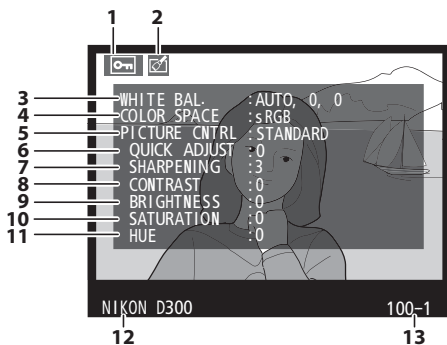 1 2
3 WHITE BAL. :AUTO, 0, 0
4 COLOR SPACE :sRGB
5 PICTURE CNTRL :STANDARD
6 QUICK ADJUST :0
7 SHARPENING :3
8 CONTRAST :0
9 BRIGHTNESS :0
10 SATURATION :0
11 HUE :0
NIKON D300 100-1
12 13